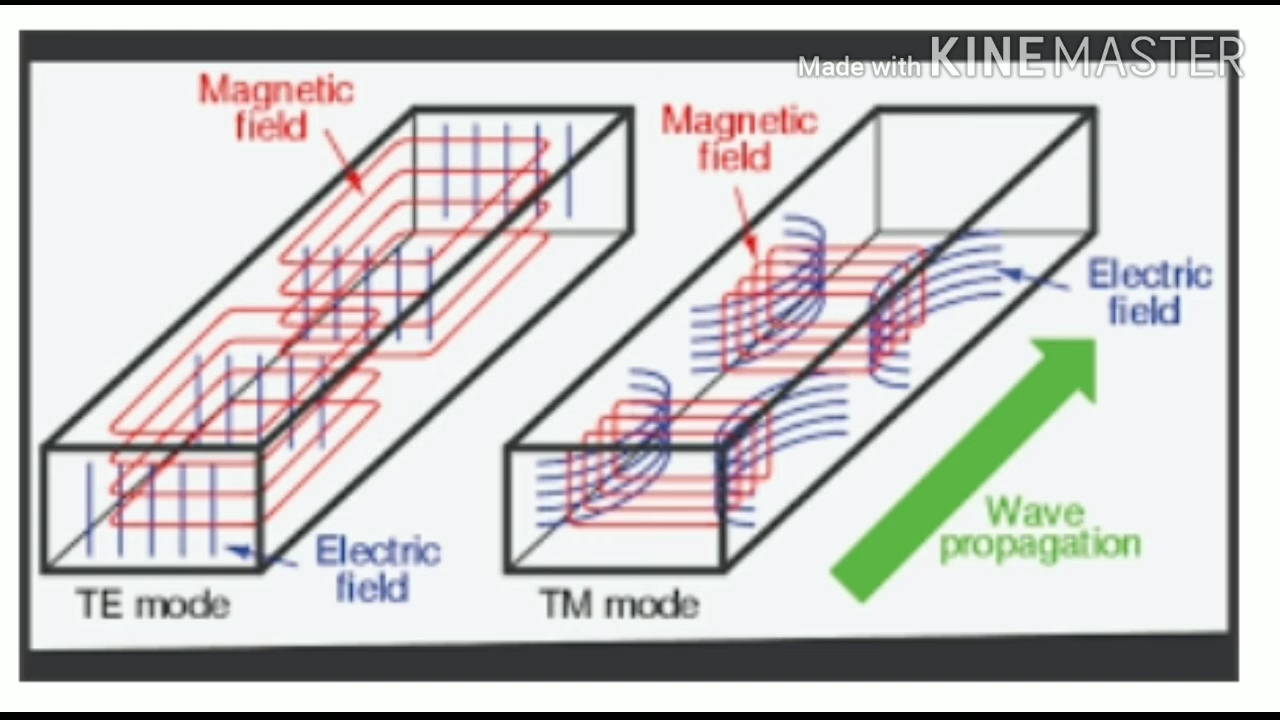 Made with KINEMASTER
Magnetic
field
Magnetic
field
Electric
field
Electric
field
Wave
propagation
TE mode
TM mode